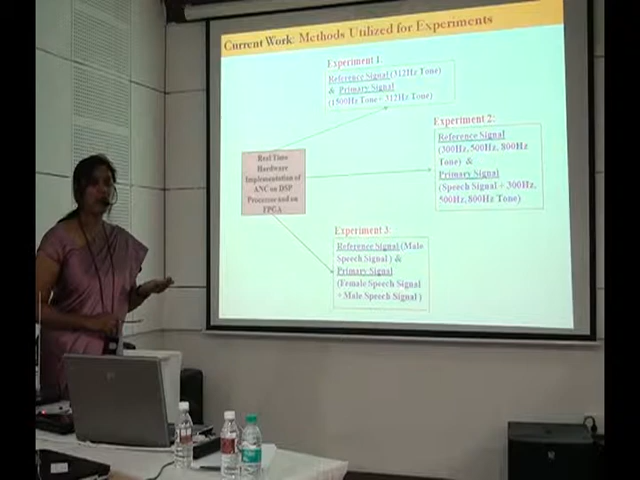 Current Work: Methods Utilized for Experiments
Experiment 1:
Reference Signal (312Hz Tone)
& Primary Signal
(1500Hz Tone+ 312Hz Tone)
Experiment 2:
Reference Signal
(300Hz, 500Hz, 800Hz
Tone) &
Primary Signal
(Speech Signal + 300Hz,
500Hz, 800Hz Tone)
Real Time
Hardware
Implementation of
ANC on DSP
Processor and on
FPGA
Experiment 3:
Reference Signal (Male
Speech Signal ) &
Primary Signal
(Female Speech Signal
+Male Speech Signal )